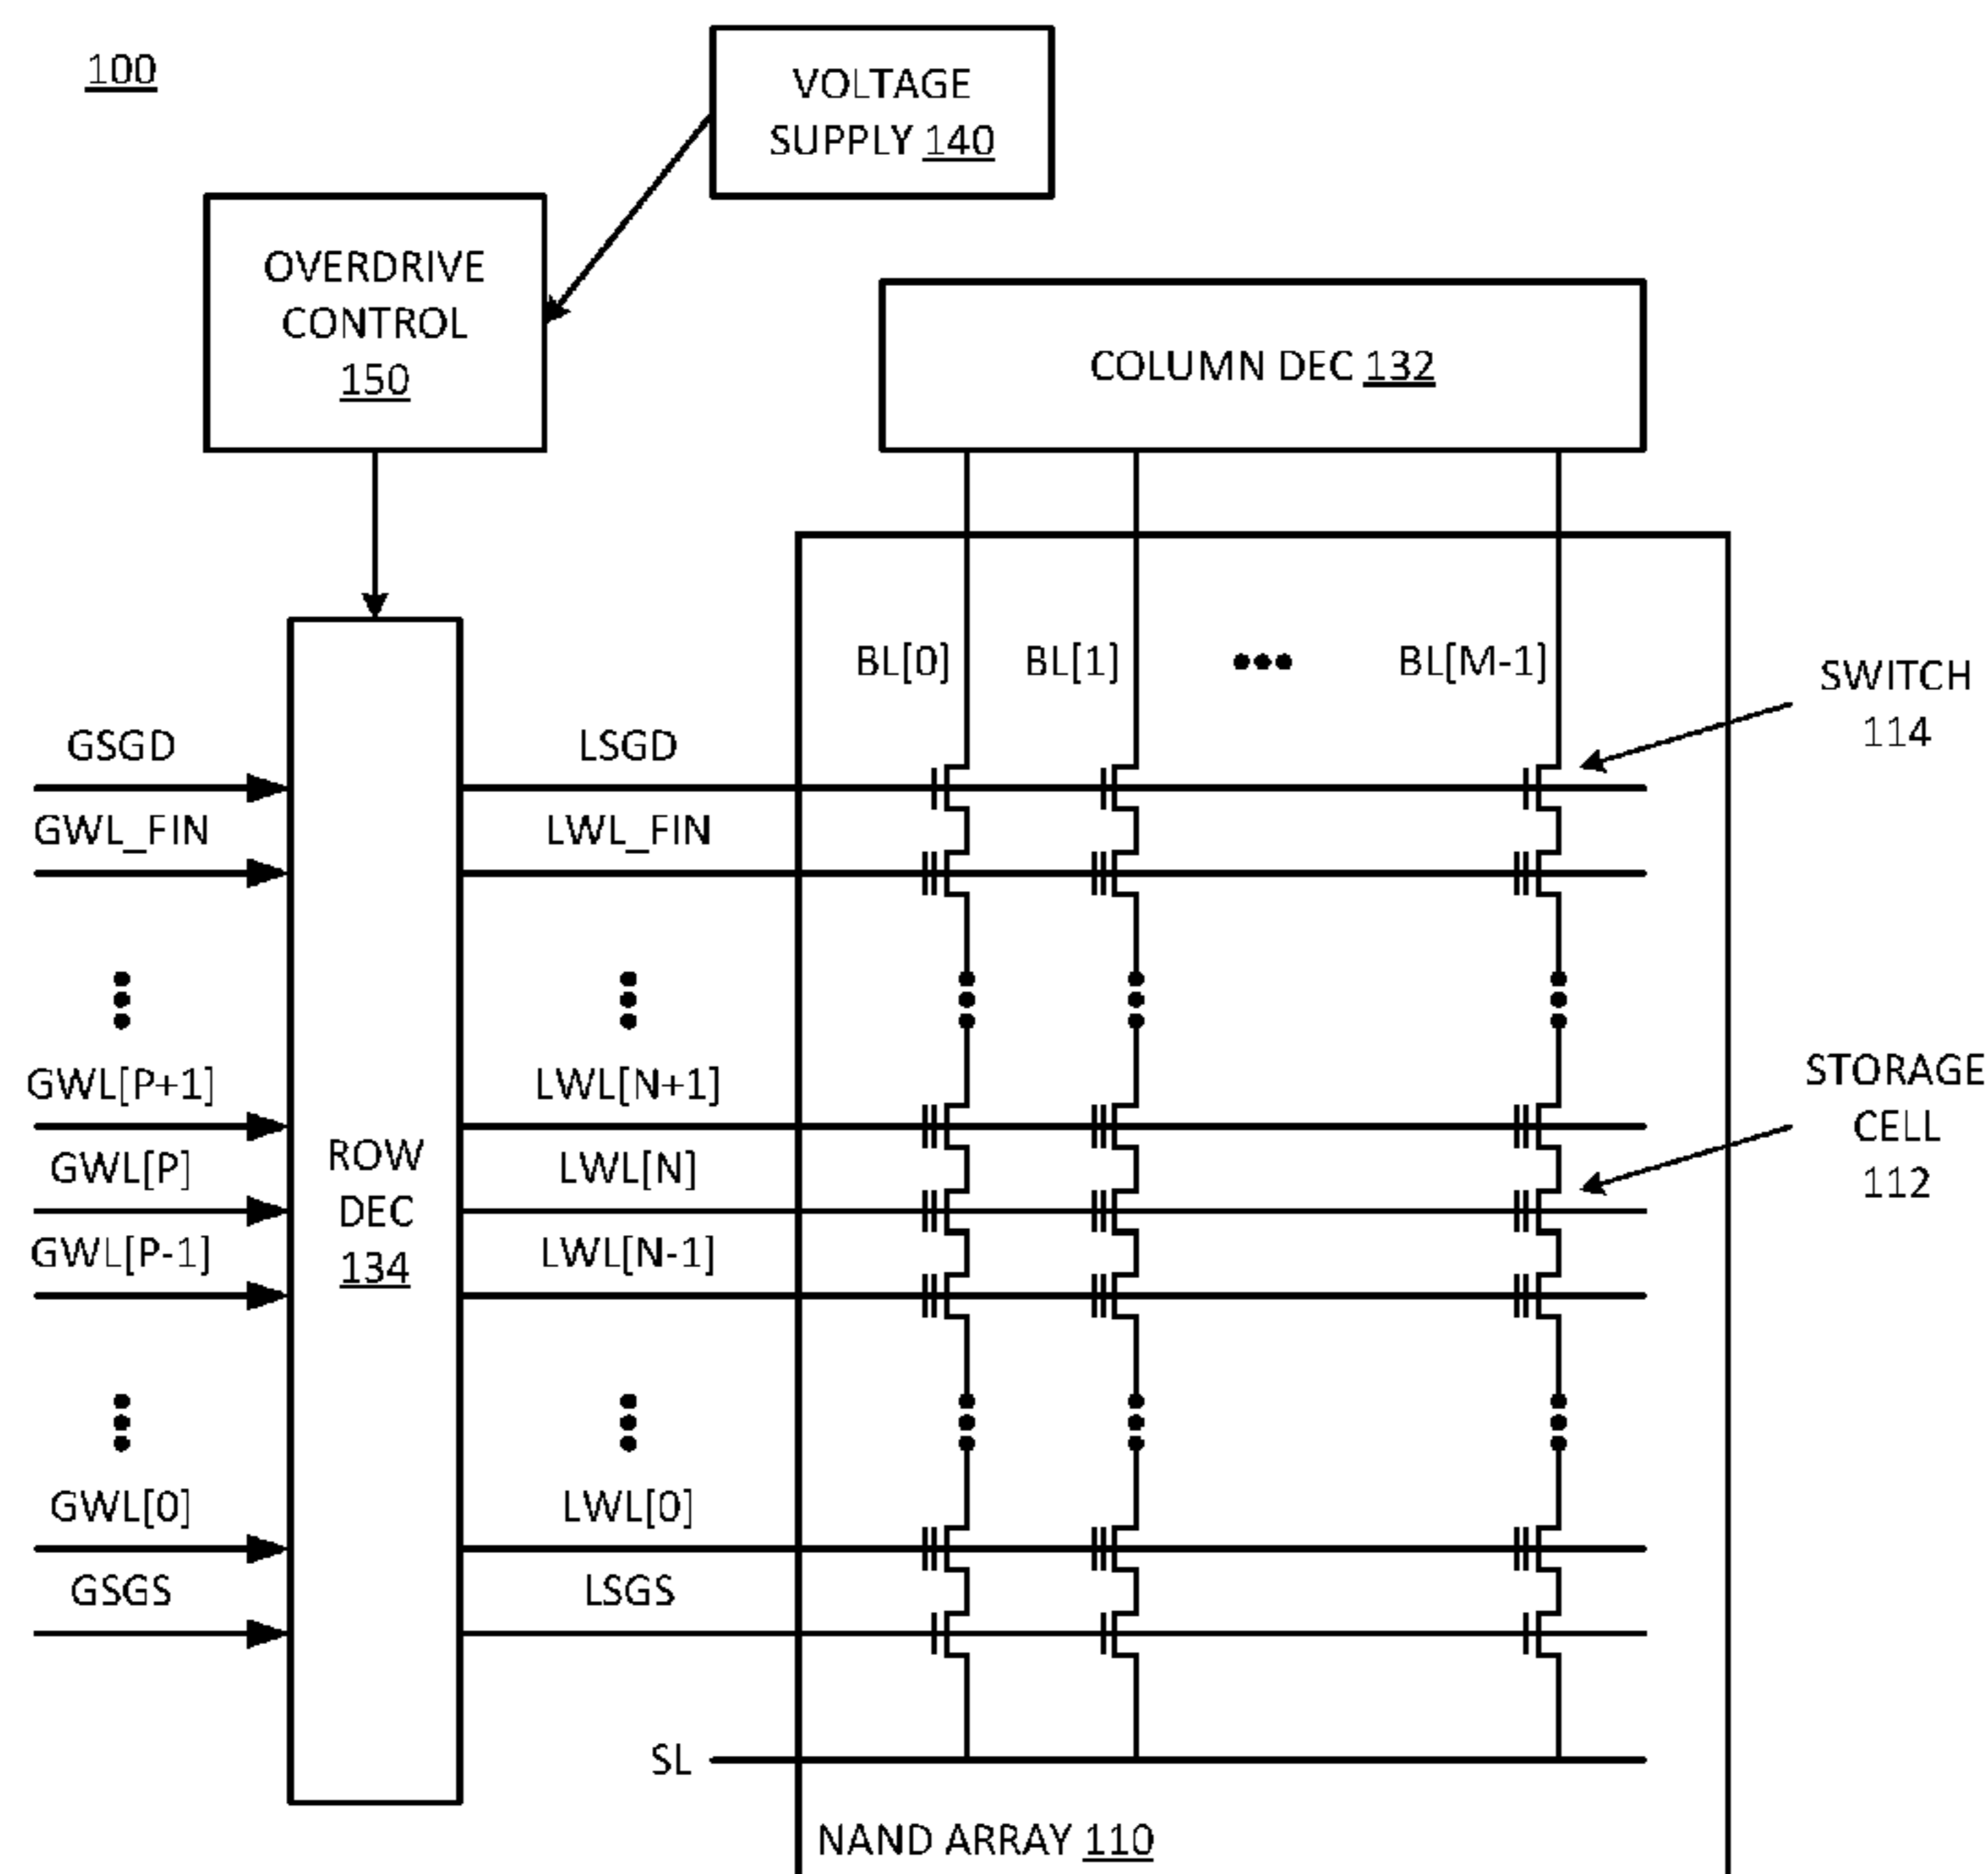 100
VOLTAGE
SUPPLY 140
OVERDRIVE
CONTROL
150
COLUMN DEC 132
BL[0] BL[1] BL[M-1]
SWITCH
114
GSGD LSGD
GWL_FIN LWL_FIN
GWL[P+1] LWL[N+1]
STORAGE
CELL
112
ROW
DEC
134
GWL[P] LWL[N]
GWL[P-1] LWL[N-1]
GWL[0] LWL[0]
GSGS LSGS
SL
NAND ARRAY 110